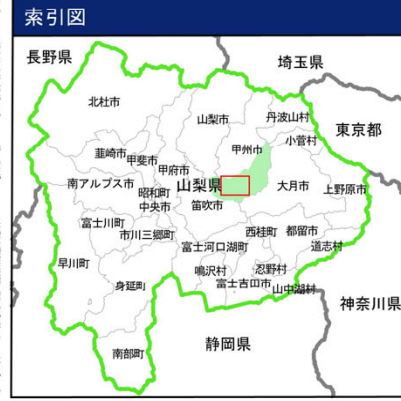 索引図
長野県
埼玉県
北杜市
山梨市
丹波山村
東京都
小菅村
甲州市
韮崎市
甲斐市
甲府市
南アルプス市
山梨県
大月市
上野原市
昭和町
中央市
笛吹市
富士川町
市川三郷町
西桂町
都留市
富士河口湖町
道志村
早川町
鳴沢村
忍野村
身延町
富士吉田市
山中湖村
神奈川県
静岡県
南部町